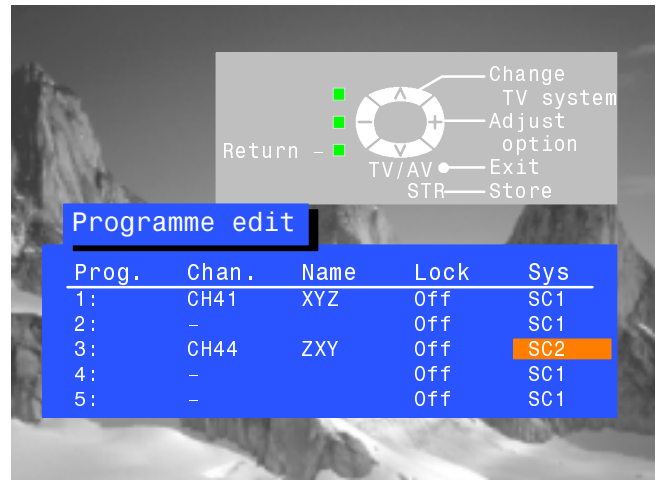 Change
TV system
Adjust
option
Return –
TV/AV
Exit
STR
Store
Programme edit
Prog. Chan. Name Lock Sys
1: CH41 XYZ Off SC1
2: – Off SC1
3: CH44 ZXY Off SC2
4: – Off SC1
5: – Off SC1